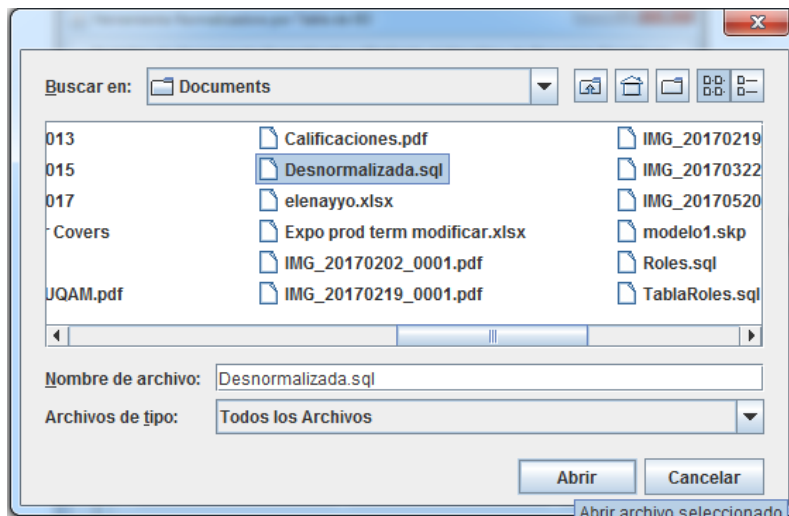 Buscar en: Documents
013
015
017
Covers
UQAM.pdf
Calificaciones.pdf
Desnormalizada.sql
elenayyo.xlsx
Expo prod term modificar.xlsx
IMG_20170202_0001.pdf
IMG_20170219_0001.pdf
IMG_20170219
IMG_20170322
IMG_20170520
modelo1.skp
Roles.sql
TablaRoles.sql
Nombre de archivo: Desnormalizada.sql
Archivos de tipo: Todos los Archivos
Abrir Cancelar
Abrir archivo seleccionado